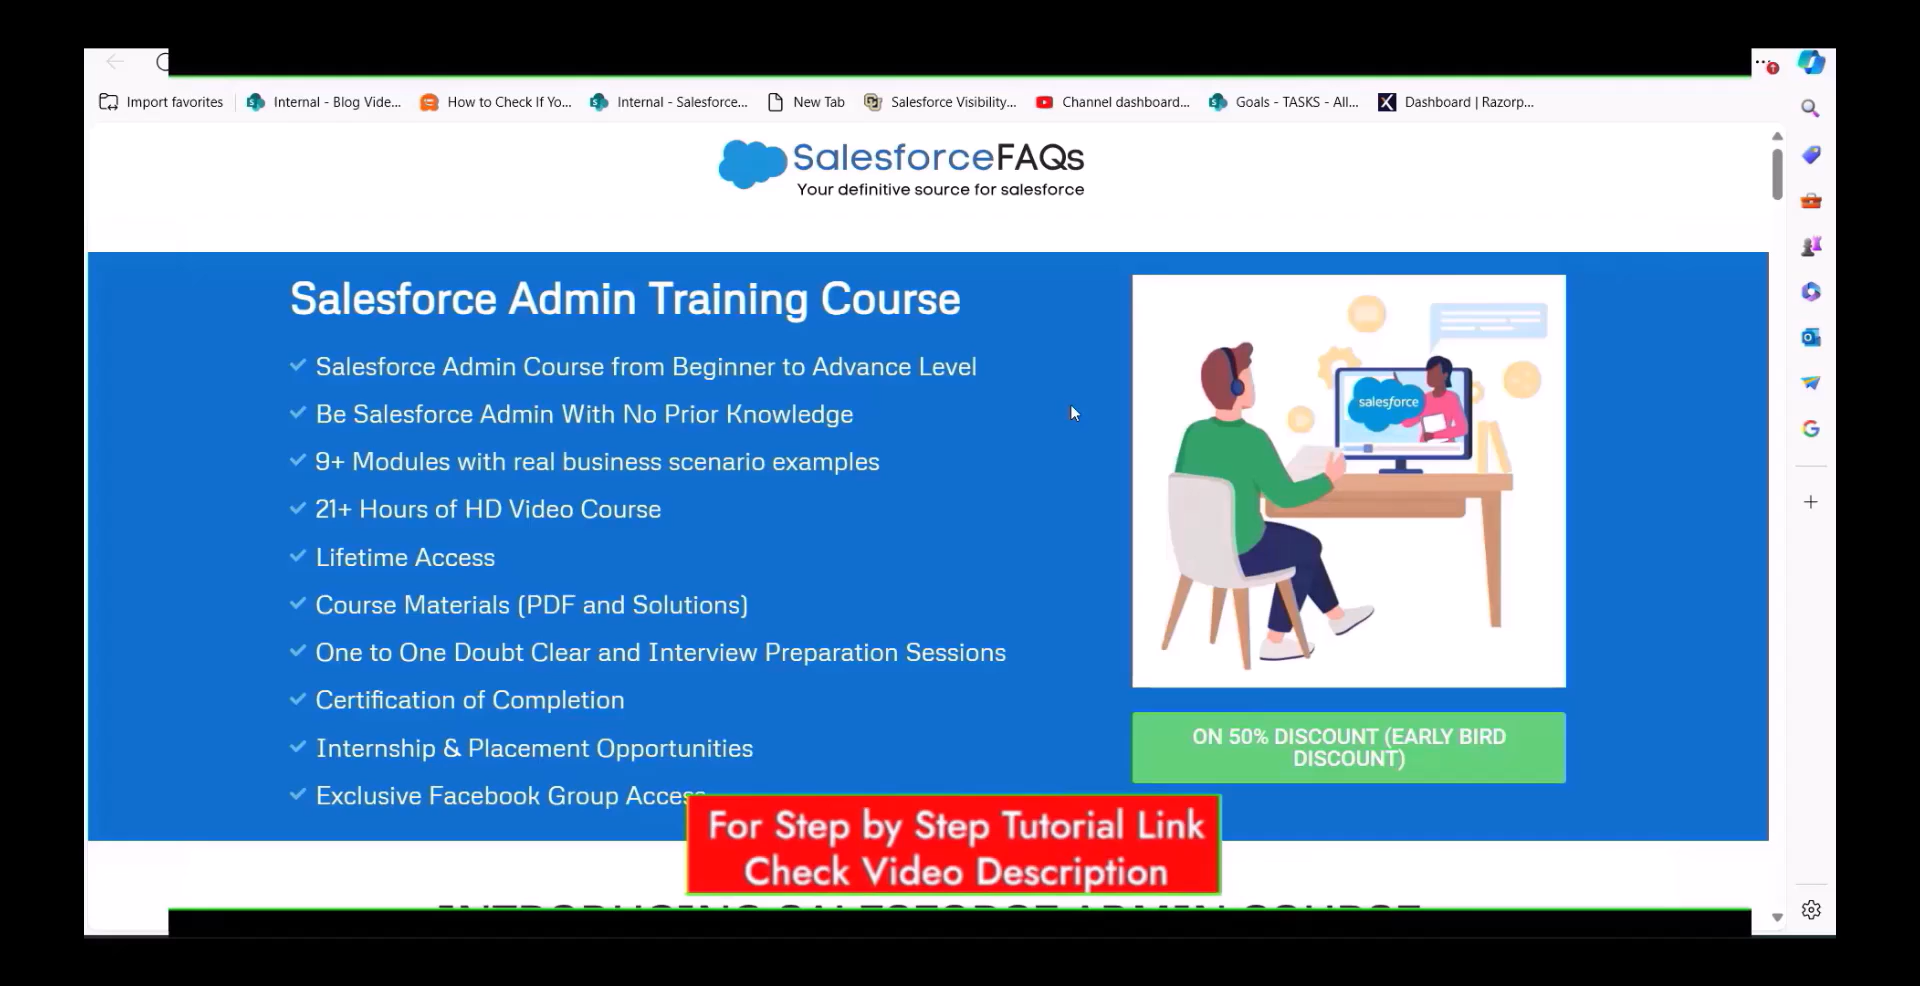 Import favorites
Internal - Blog Vide...
How to Check If Yo...
Internal - Salesforce...
New Tab
Salesforce Visibility...
Channel dashboard...
Goals - TASKS - All...
Dashboard | Razorp...
SalesforceFAQs
Your definitive source for salesforce
Salesforce Admin Training Course
Salesforce Admin Course from Beginner to Advance Level
Be Salesforce Admin With No Prior Knowledge
9+ Modules with real business scenario examples
21+ Hours of HD Video Course
Lifetime Access
Course Materials (PDF and Solutions)
One to One Doubt Clear and Interview Preparation Sessions
Certification of Completion
Internship & Placement Opportunities
Exclusive Facebook Group Access
salesforce
ON 50% DISCOUNT (EARLY BIRD
DISCOUNT)
For Step by Step Tutorial Link
Check Video Description
INTRODUCING SALESFORCE ADMIN COURSE